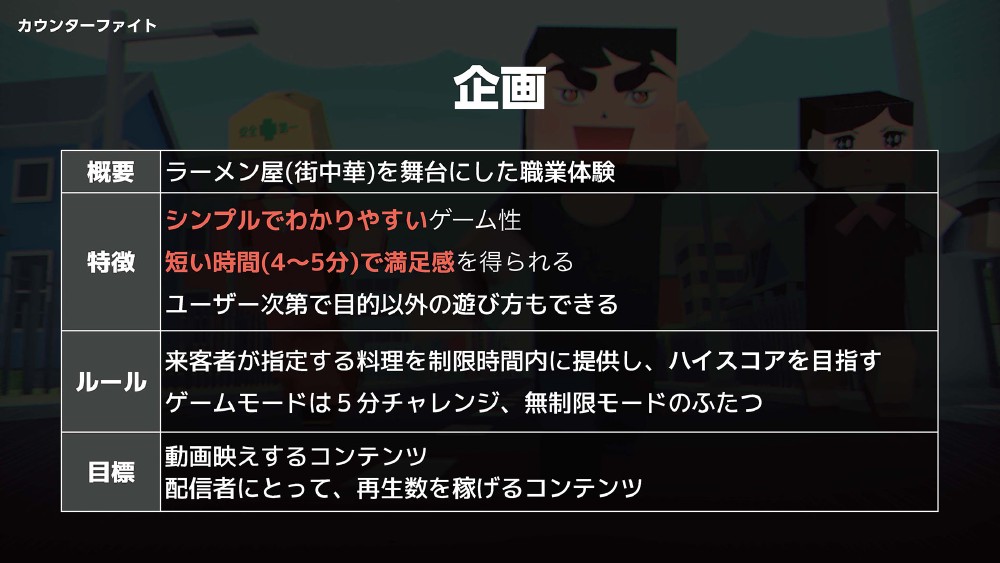 カウンターファイト
企画
安全 第一
概要
ラーメン屋(街中華)を舞台にした職業体験
特徴
シンプルでわかりやすいゲーム性
短い時間(4〜5分)で満足感を得られる
ユーザー次第で目的以外の遊び方もできる
ルール
来客者が指定する料理を制限時間内に提供し、ハイスコアを目指す
ゲームモードは５分チャレンジ、無制限モードのふたつ
目標
動画映えするコンテンツ
配信者にとって、再生数を稼げるコンテンツ